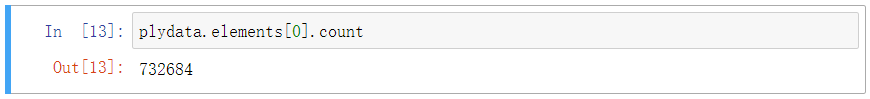 In [13]: plydata.elements[0].count
Out[13]: 732684